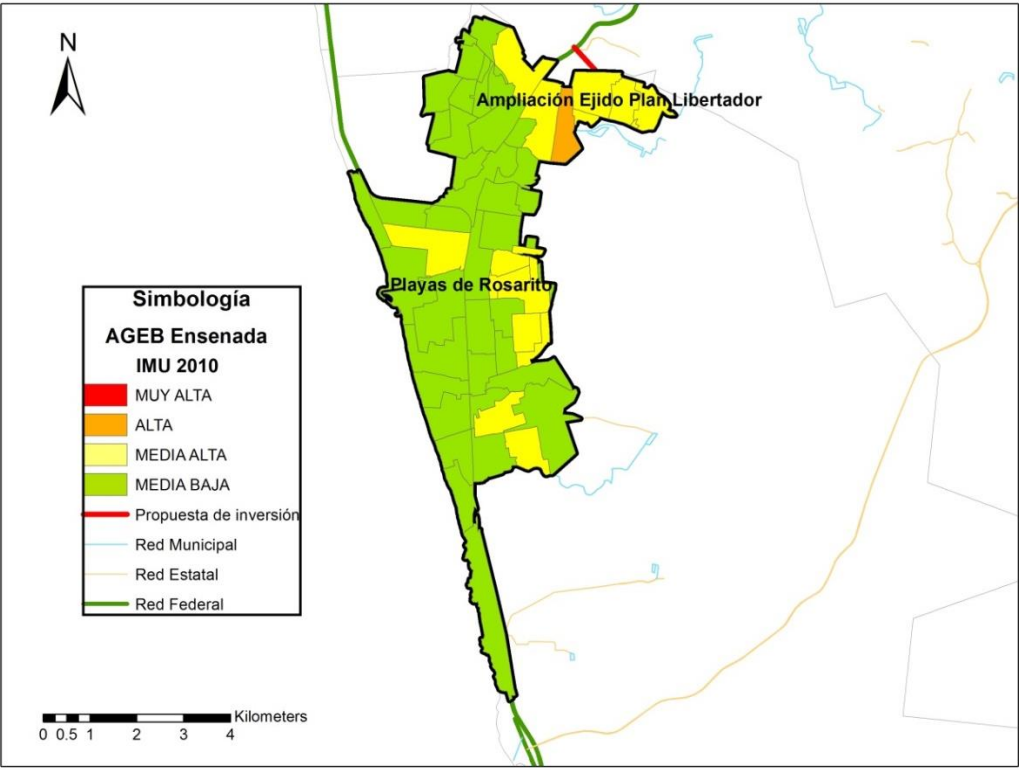 N
Ampliación Ejido Plan Libertador
Playas de Rosarito
Simbología
AGEB Ensenada
IMU 2010
MUY ALTA
ALTA
MEDIA ALTA
MEDIA BAJA
Propuesta de inversión
Red Municipal
Red Estatal
Red Federal
Kilometers
0 0.5 1 2 3 4